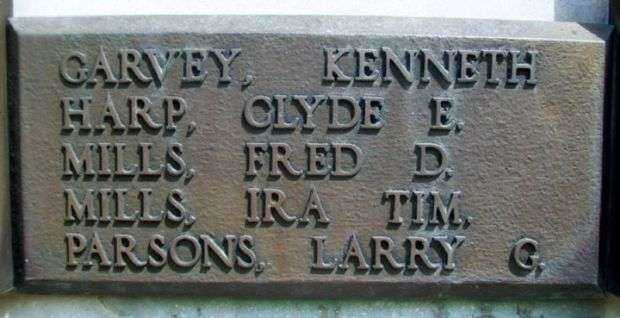 GARVEY, KENNETH
HARP, CLYDE E.
MILLS, FRED D.
MILLS, IRA TIM.
PARSONS, LARRY G.